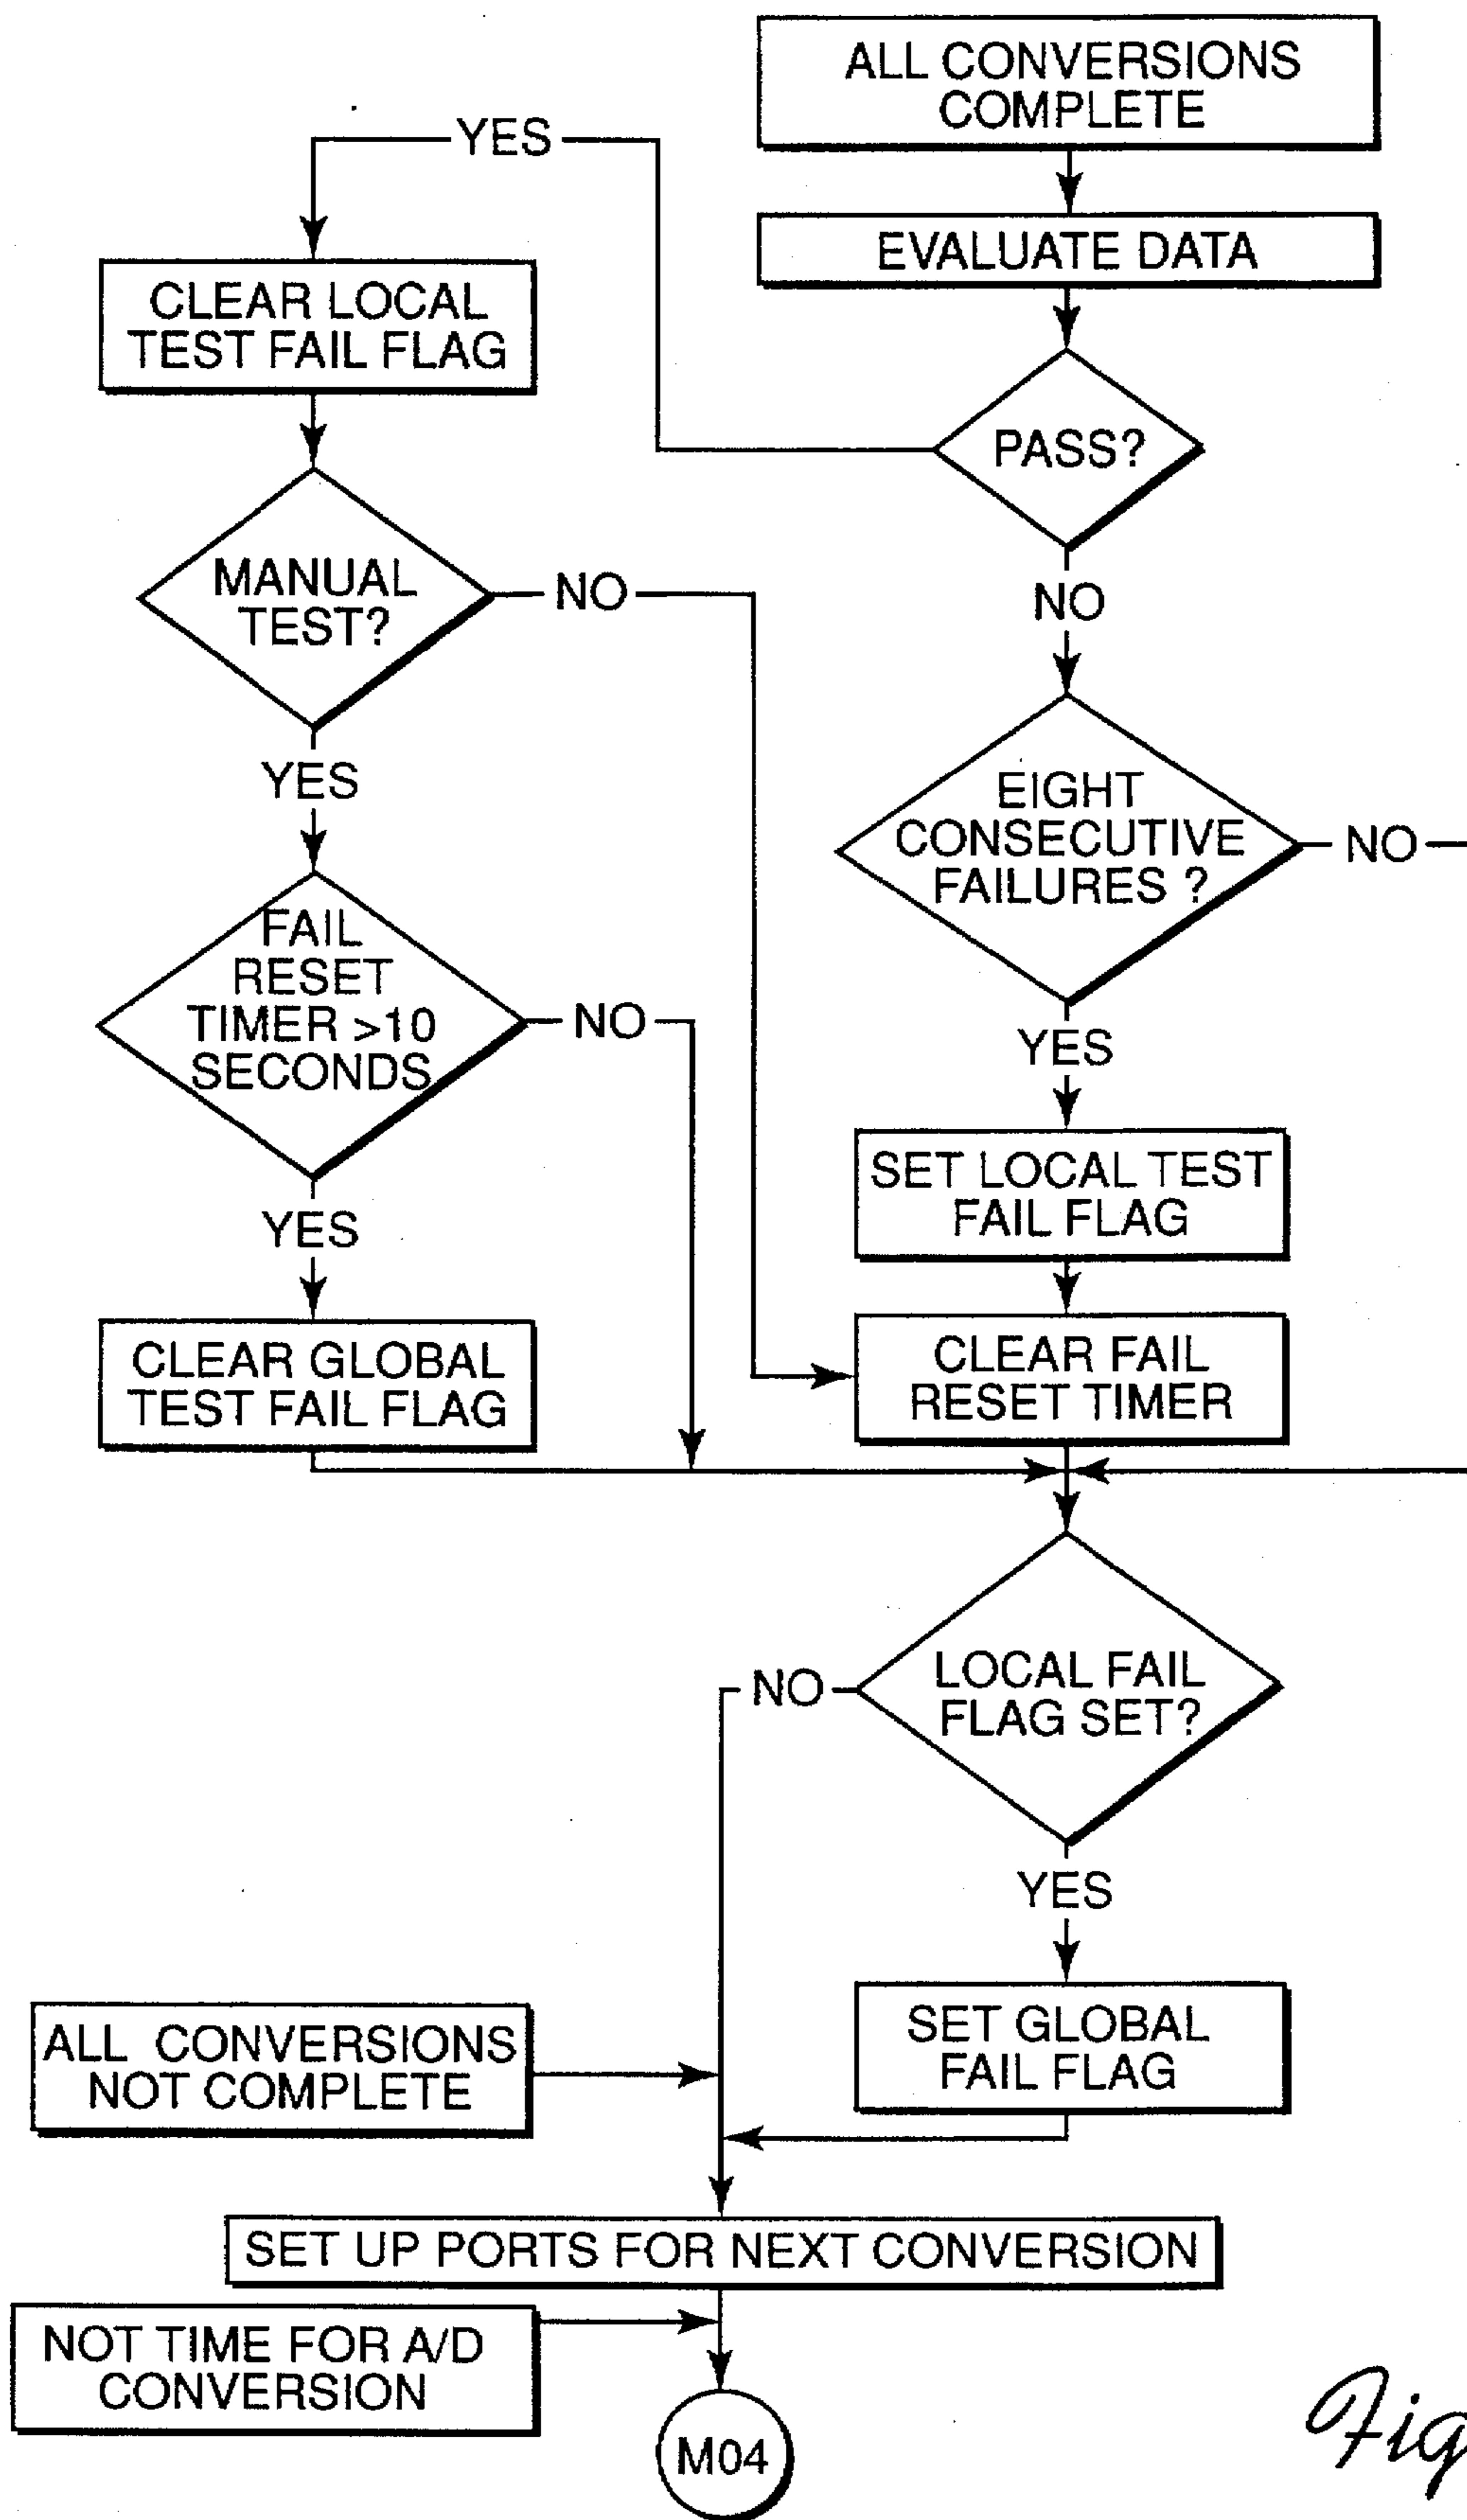 ALL CONVERSIONS
COMPLETE
EVALUATE DATA
PASS?
YES
CLEAR LOCAL
TEST FAIL FLAG
MANUAL
TEST?
NO
YES
FAIL
RESET
TIMER >10
SECONDS
NO
YES
CLEAR GLOBAL
TEST FAIL FLAG
NO
EIGHT
CONSECUTIVE
FAILURES ?
NO
YES
SET LOCAL TEST
FAIL FLAG
CLEAR FAIL
RESET TIMER
LOCAL FAIL
FLAG SET?
NO
YES
SET GLOBAL
FAIL FLAG
ALL CONVERSIONS
NOT COMPLETE
SET UP PORTS FOR NEXT CONVERSION
NOT TIME FOR A/D
CONVERSION
M04
Fig